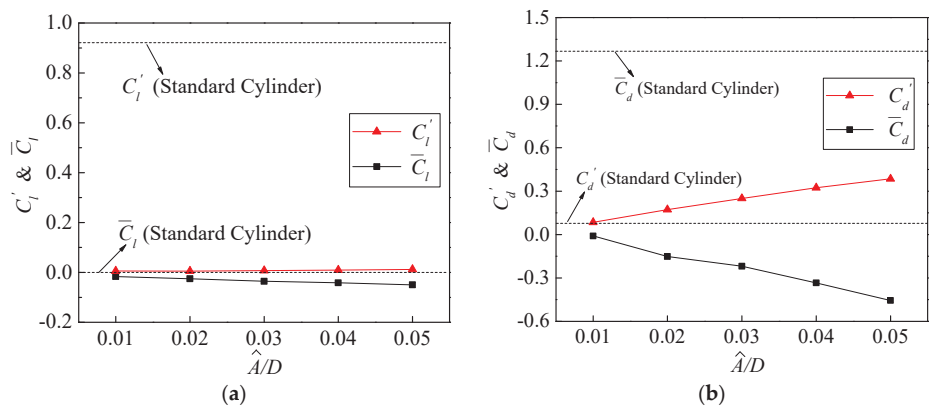 1.0
0.8
0.6
0.4
0.2
0.0
-0.2
C_l' & C̅_l
C_l' (Standard Cylinder)
C_l'
C̅_l
C̅_l (Standard Cylinder)
0.01 0.02 0.03 0.04 0.05
Â/D
(a)
1.5
1.2
0.9
0.6
0.3
0.0
-0.3
-0.6
C_d' & C̅_d
C̅_d (Standard Cylinder)
C_d'
C̅_d
C_d' (Standard Cylinder)
0.01 0.02 0.03 0.04 0.05
Â/D
(b)